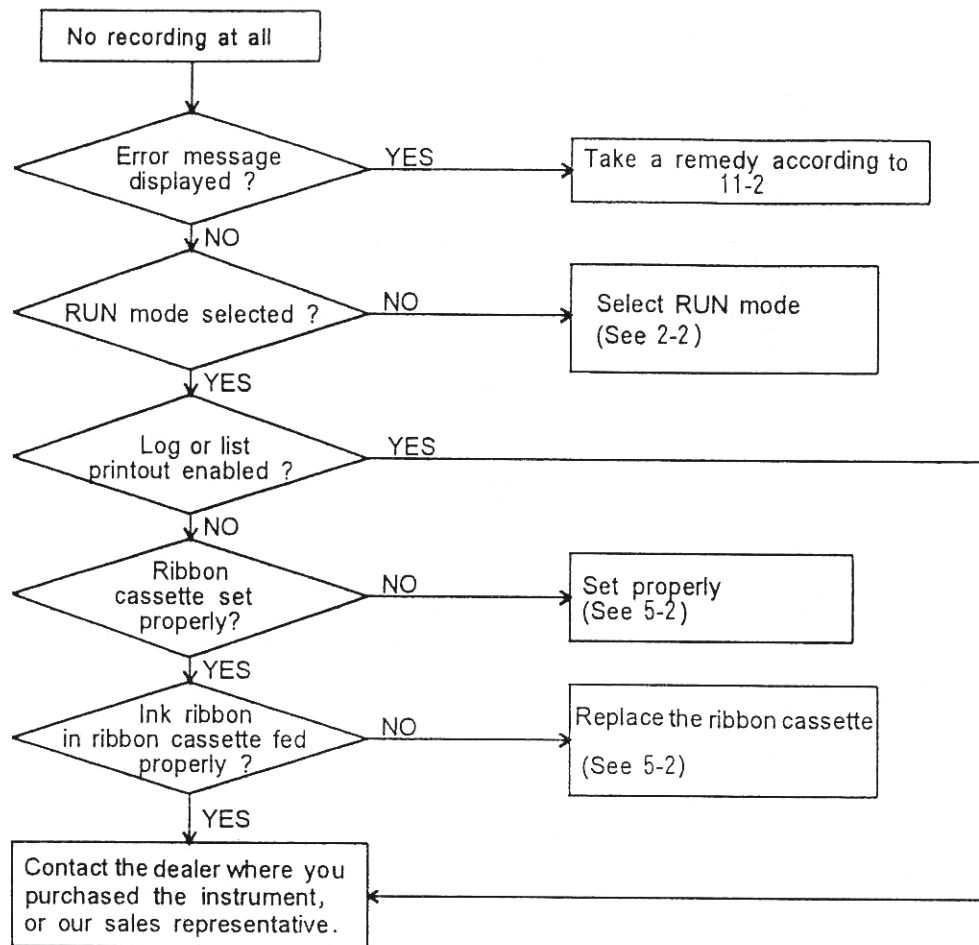 No recording at all
Error message
displayed ?
YES
Take a remedy according to
11-2
NO
RUN mode selected ?
NO
Select RUN mode
(See 2-2)
YES
Log or list
printout enabled ?
YES
NO
Ribbon
cassette set
properly?
NO
Set properly
(See 5-2)
YES
Ink ribbon
in ribbon cassette fed
properly ?
NO
Replace the ribbon cassette
(See 5-2)
YES
Contact the dealer where you
purchased the instrument,
or our sales representative.